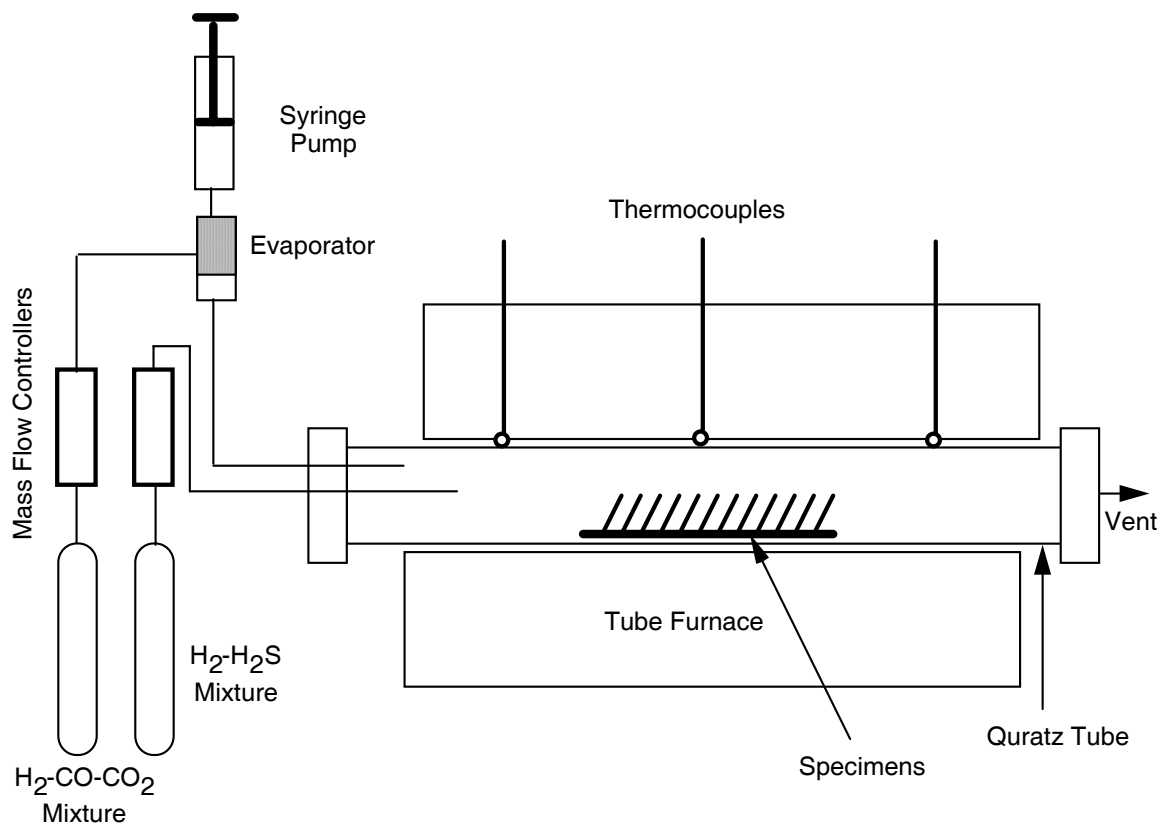 Syringe
Pump
Thermocouples
Evaporator
Mass Flow Controllers
Vent
Tube Furnace
H2-H2S
Mixture
Quratz Tube
Specimens
H2-CO-CO2
Mixture